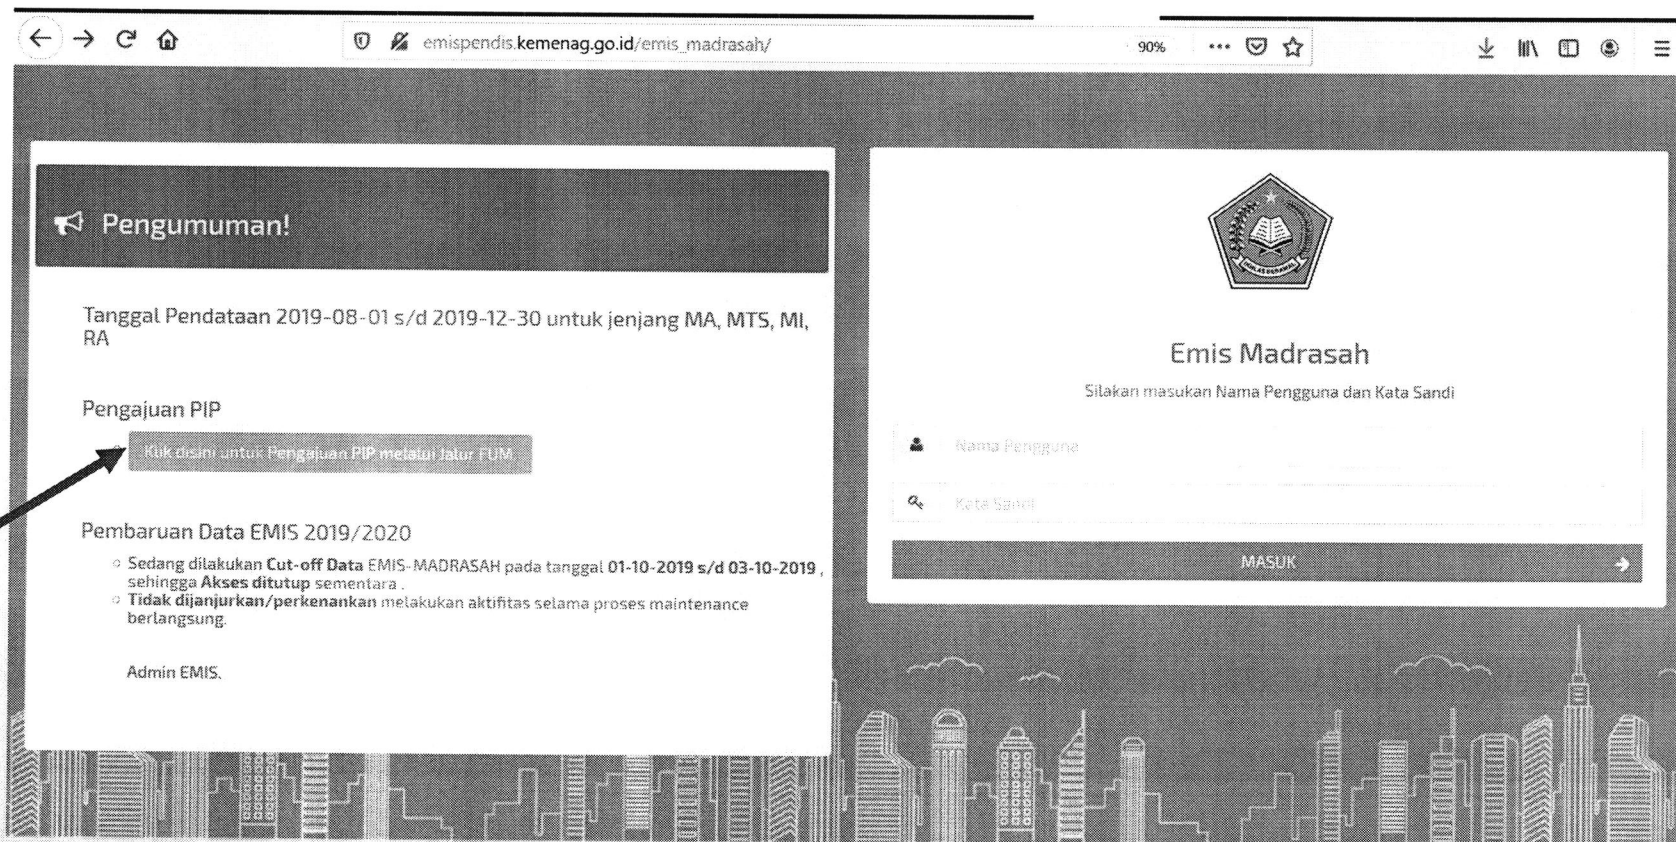 emispendis.kemenag.go.id/emis_madrasah/
90%
Pengumuman!
Tanggal Pendataan 2019-08-01 s/d 2019-12-30 untuk jenjang MA, MTS, MI,
RA
Pengajuan PIP
Klik disini untuk Pengajuan PIP melalui Jalur FUM
Pembaruan Data EMIS 2019/2020
Sedang dilakukan Cut-off Data EMIS-MADRASAH pada tanggal 01-10-2019 s/d 03-10-2019 ,
sehingga Akses ditutup sementara .
Tidak dijanjurkan/perkenankan melakukan aktifitas selama proses maintenance
berlangsung.
Admin EMIS.
IKHLAS BERAMAL
Emis Madrasah
Silakan masukan Nama Pengguna dan Kata Sandi
Nama Pengguna
Kata Sandi
MASUK